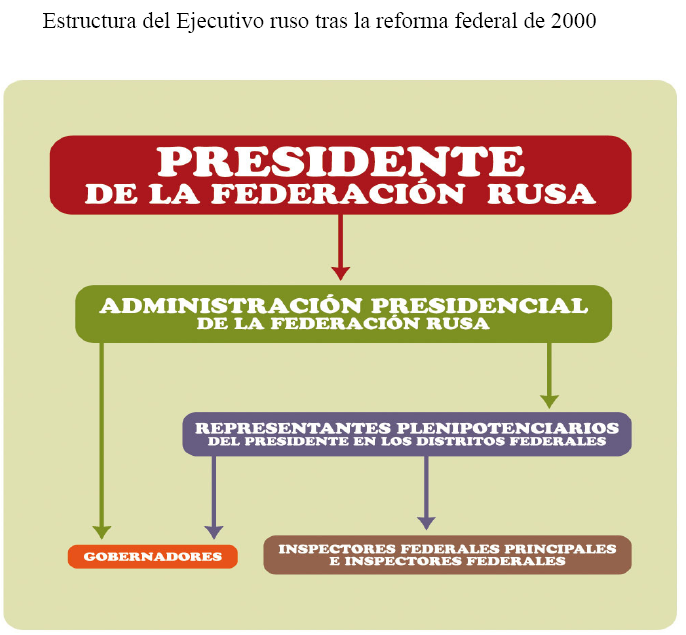 Estructura del Ejecutivo ruso tras la reforma federal de 2000
PRESIDENTE
DE LA FEDERACIÓN RUSA
ADMINISTRACIÓN PRESIDENCIAL
DE LA FEDERACIÓN RUSA
REPRESENTANTES PLENIPOTENCIARIOS
DEL PRESIDENTE EN LOS DISTRITOS FEDERALES
GOBERNADORES
INSPECTORES FEDERALES PRINCIPALES
E INSPECTORES FEDERALES